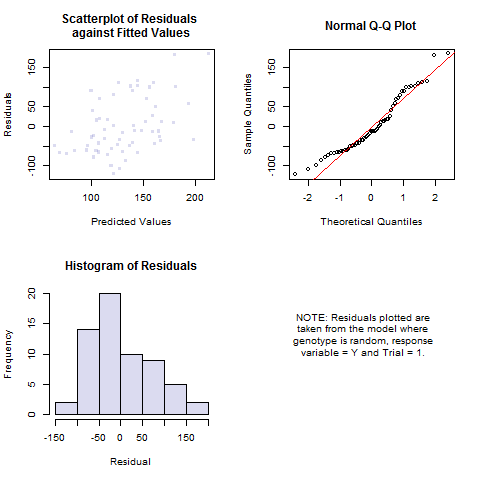 Scatterplot of Residuals
against Fitted Values
Residuals
-100 0 50 150
100 150 200
Predicted Values
Normal Q-Q Plot
Sample Quantiles
-100 0 50 150
-2 -1 0 1 2
Theoretical Quantiles
Histogram of Residuals
Frequency
0 5 10 15 20
-150 -50 0 50 150
Residual
NOTE: Residuals plotted are
taken from the model where
genotype is random, response
variable = Y and Trial = 1.